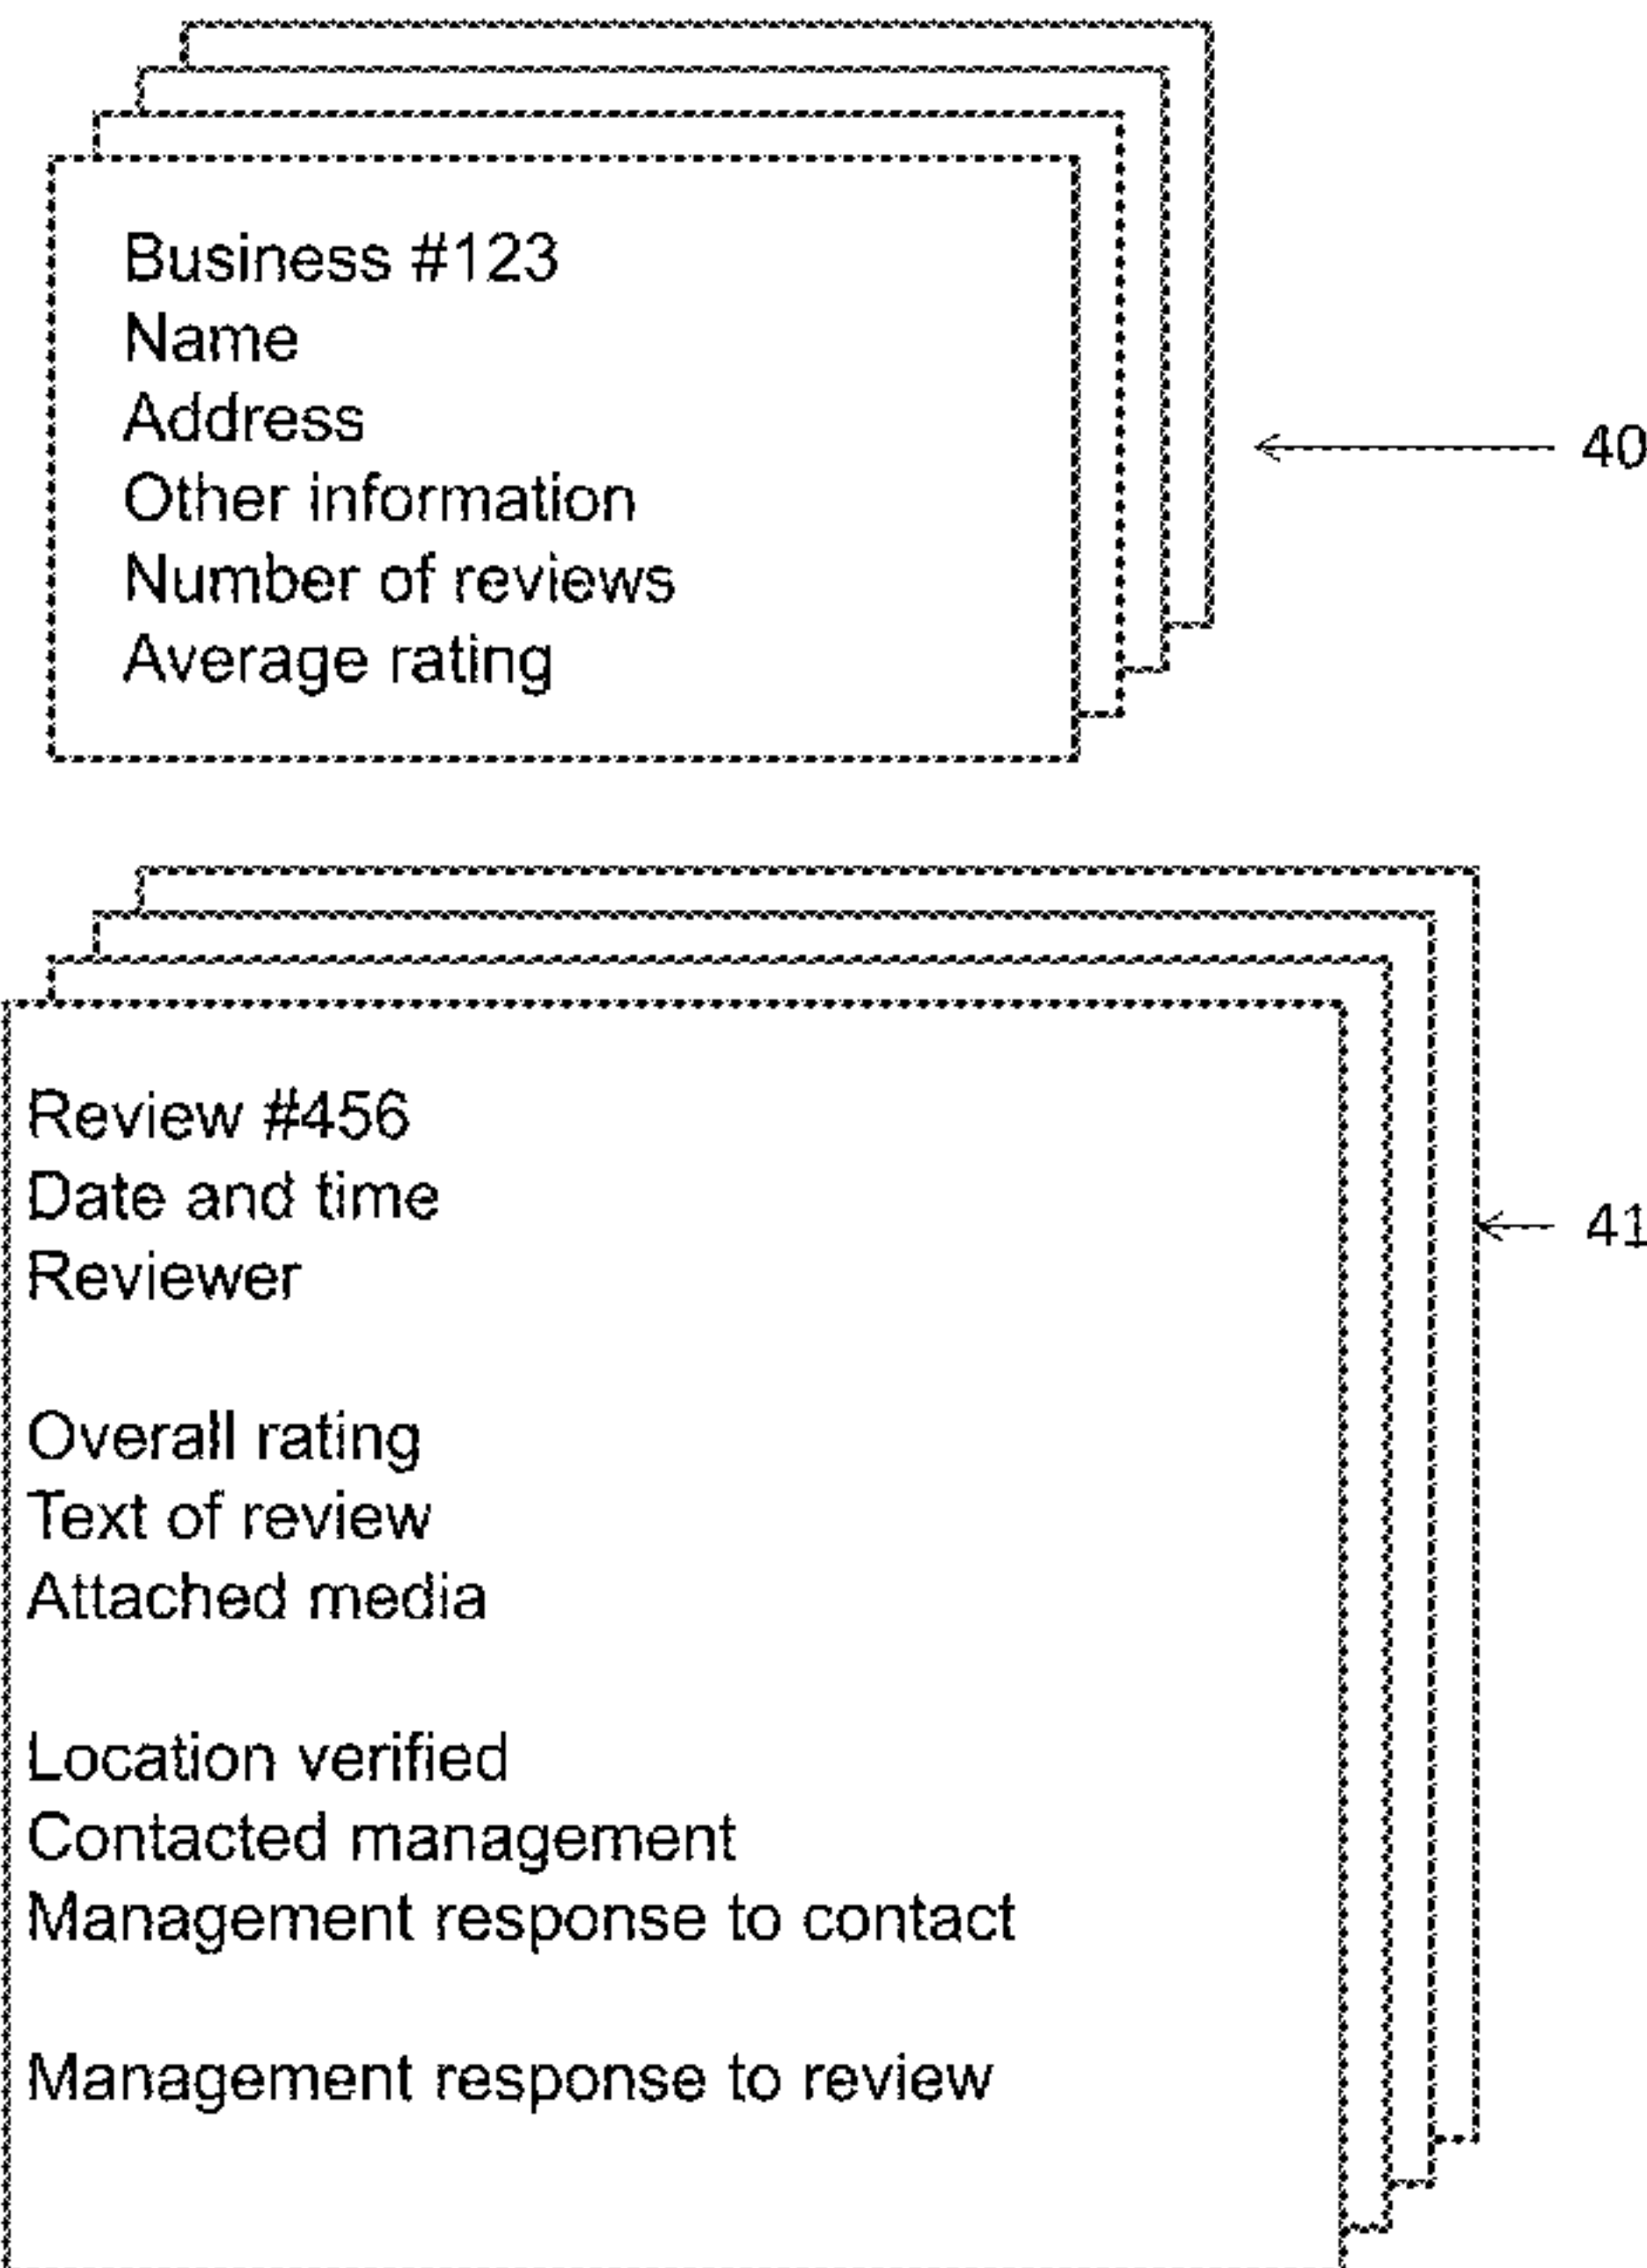 Business #123
Name
Address
Other information
Number of reviews
Average rating
40
Review #456
Date and time
Reviewer
41
Overall rating
Text of review
Attached media
Location verified
Contacted management
Management response to contact
Management response to review